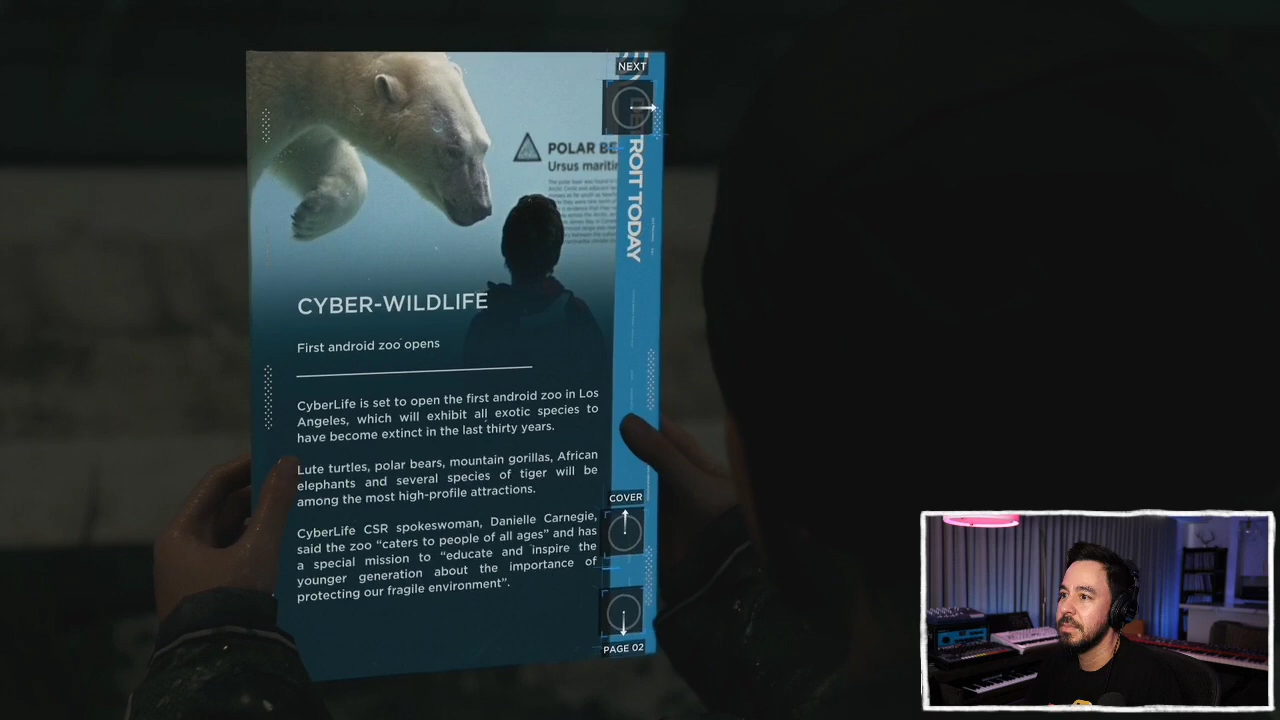 NEXT
POLAR BE
Ursus mariti
DETROIT TODAY
CYBER-WILDLIFE
First android zoo opens
CyberLife is set to open the first android zoo in Los
Angeles, which will exhibit all exotic species to
have become extinct in the last thirty years.
Lute turtles, polar bears, mountain gorillas, African
elephants and several species of tiger will be
among the most high-profile attractions.
CyberLife CSR spokeswoman, Danielle Carnegie,
said the zoo “caters to people of all ages” and has
a special mission to “educate and inspire the
younger generation about the importance of
protecting our fragile environment”.
COVER
PAGE 02